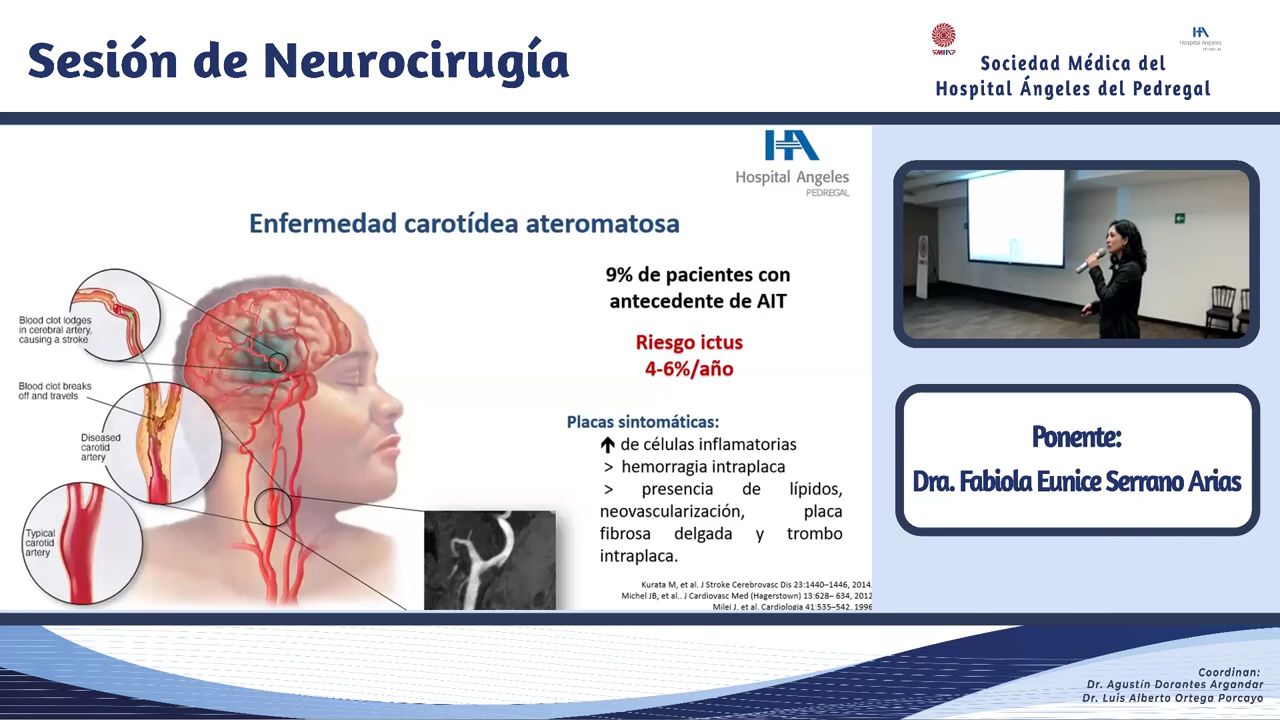 Sesión de Neurocirugía
Sociedad Médica del
Hospital Ángeles del Pedregal
Hospital Angeles
PEDREGAL
Enfermedad carotídea ateromatosa
Blood clot lodges
in cerebral artery,
causing a stroke
Blood clot breaks
off and travels
Diseased
carotid
artery
Typical
carotid
artery
9% de pacientes con
antecedente de AIT
Riesgo ictus
4-6%/año
Placas sintomáticas:
🡅 de células inflamatorias
> hemorragia intraplaca
> presencia de lípidos,
neovascularización, placa
fibrosa delgada y trombo
intraplaca.
Kurata M, et al. J Stroke Cerebrovasc Dis 23:1440–1446, 2014.
Michel JB, et al.. J Cardiovasc Med (Hagerstown) 13:628– 634, 2012
Milei J. et al. Cardiologia 41:535–542. 1996
Ponente:
Dra. Fabiola Eunice Serrano Arias
Coordinan:
Dr. Agustín Dorantes Argandar
Dr. Luis Alberto Ortega Porcayo